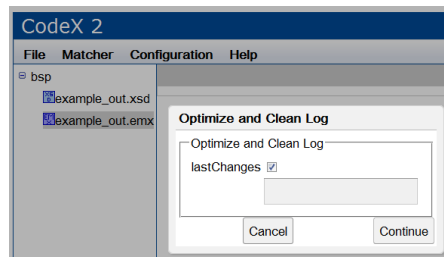 CodeX 2
File Matcher Configuration Help
bsp
example_out.xsd
example_out.emx
Optimize and Clean Log
Optimize and Clean Log
lastChanges
Cancel Continue